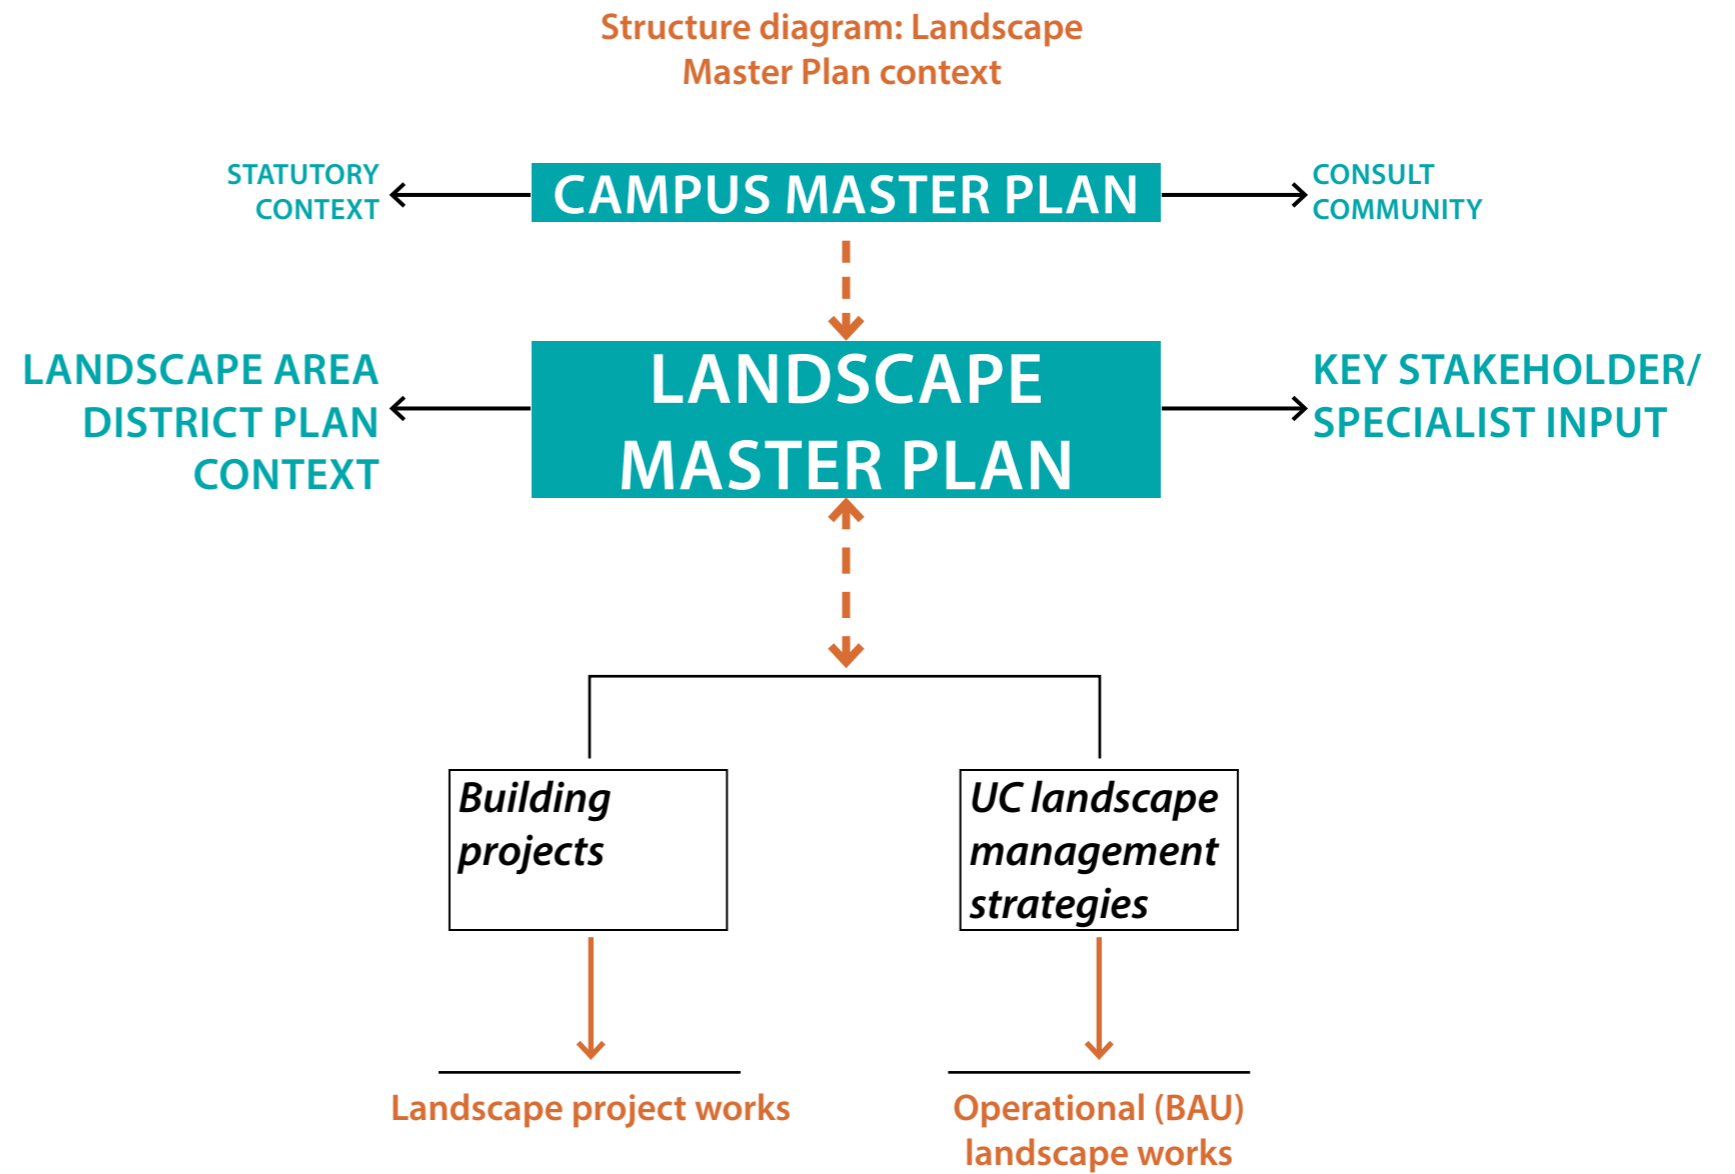 Structure diagram: Landscape
Master Plan context
STATUTORY
CONTEXT
CAMPUS MASTER PLAN
CONSULT
COMMUNITY
LANDSCAPE AREA
DISTRICT PLAN
CONTEXT
LANDSCAPE
MASTER PLAN
KEY STAKEHOLDER/
SPECIALIST INPUT
Building
projects
UC landscape
management
strategies
Landscape project works
Operational (BAU)
landscape works